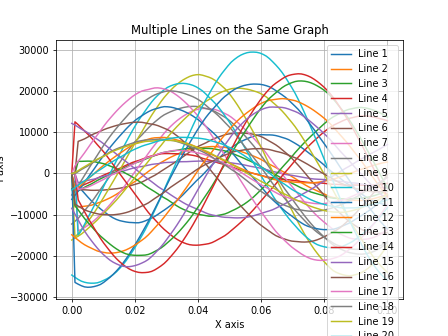 Multiple Lines on the Same Graph
30000
20000
10000
0
−10000
−20000
−30000
0.00
0.02
0.04
0.06
0.08
X axis
axis
Line 1
Line 2
Line 3
Line 4
Line 5
Line 6
Line 7
Line 8
Line 9
Line 10
Line 11
Line 12
Line 13
Line 14
Line 15
Line 16
Line 17
Line 18
Line 19
Line 20